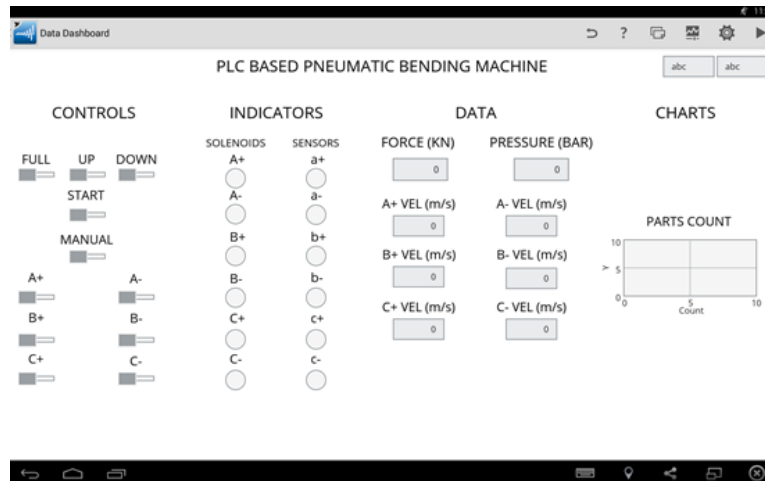 11
Data Dashboard
?
PLC BASED PNEUMATIC BENDING MACHINE
abc abc
CONTROLS INDICATORS DATA CHARTS
SOLENOIDS SENSORS FORCE (KN) PRESSURE (BAR)
FULL UP DOWN A+ a+ 0 0
START A- a- A+ VEL (m/s) A- VEL (m/s)
0 0
PARTS COUNT
MANUAL B+ b+ 10
B+ VEL (m/s) B- VEL (m/s)
Y 5
A+ A- B- b- 0 0
0 0 5 10
Count
B+ B- C+ c+ C+ VEL (m/s) C- VEL (m/s)
0 0
C+ C- C- c-